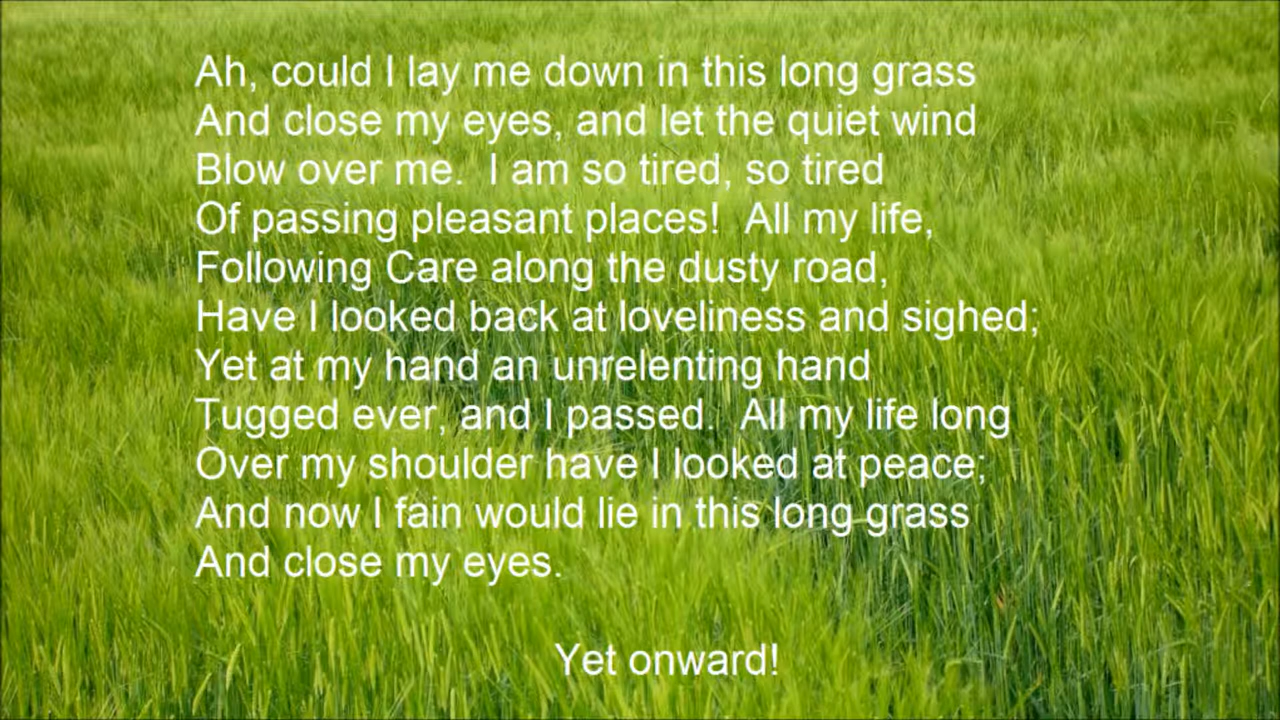 Ah, could I lay me down in this long grass
And close my eyes, and let the quiet wind
Blow over me.  I am so tired, so tired
Of passing pleasant places!  All my life,
Following Care along the dusty road,
Have I looked back at loveliness and sighed;
Yet at my hand an unrelenting hand
Tugged ever, and I passed.  All my life long
Over my shoulder have I looked at peace;
And now I fain would lie in this long grass
And close my eyes.
Yet onward!